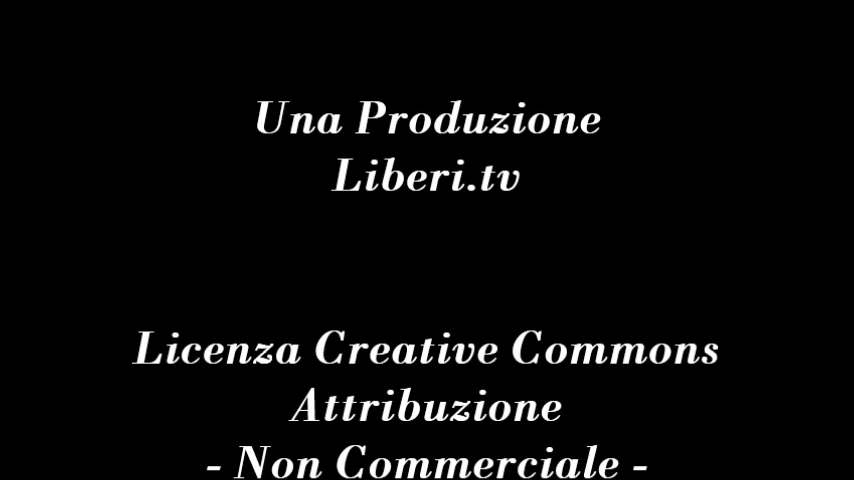 Una Produzione
Liberi.tv
Licenza Creative Commons
Attribuzione
- Non Commerciale -